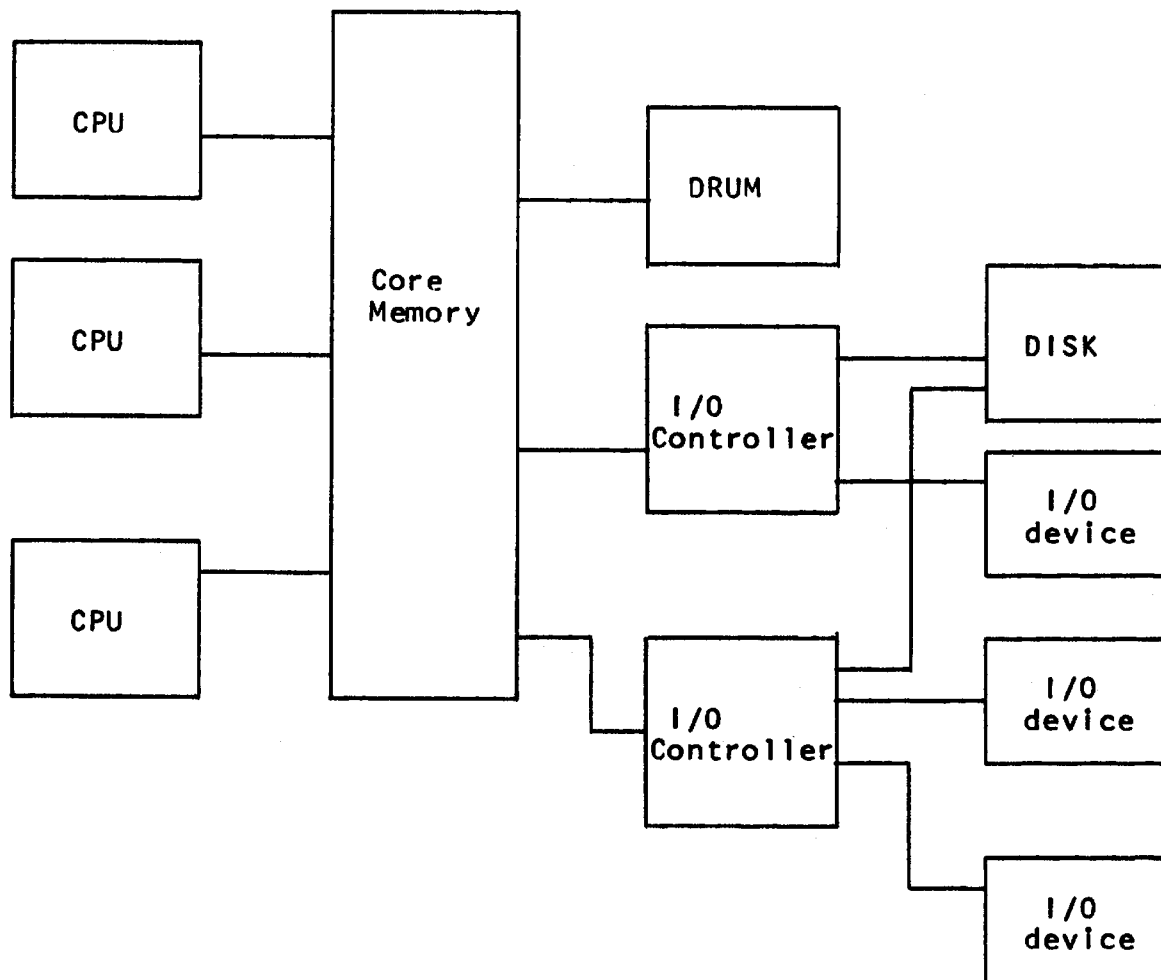 CPU
CPU
CPU
Core
Memory
DRUM
I/O
Controller
I/O
Controller
DISK
I/O
device
I/O
device
I/O
device